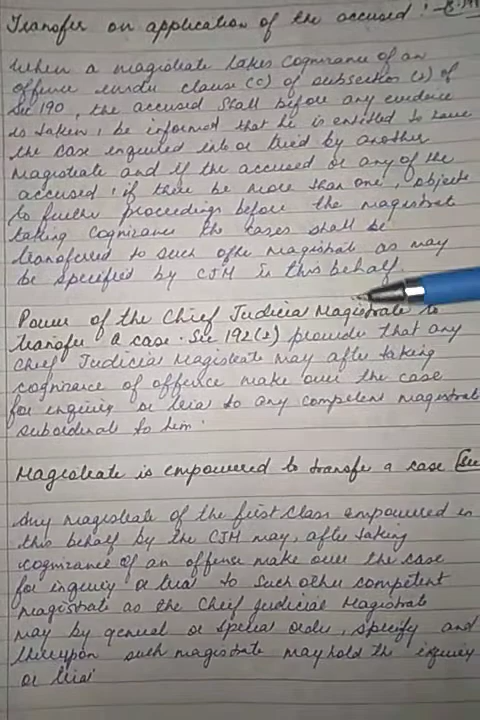 Transfer on application of the accused :-
When a magistrate takes Cognizance of an
offence under clause (c) of subsection (1) of
Sec 190, the accused shall before any evidence
is taken, be informed that he is entitled to have
the case enquired into or tried by another
Magistrate and if the accused or any of the
accused, if there be more than one, objects
to further proceedings before the magistrate
taking Cognizance the cases shall be
transferred to such other magistrate as may
be specified by CJM in this behalf.
Power of the Chief Judicial Magistrate to
transfer a case. Sec 192(1) provide that any
Chief Judicial Magistrate may after taking
cognizance of offence make over the case
for enquiry or trial to any competent magistrate
subordinate to him.
Magistrate is empowered to transfer a case [Sec
Any magistrate of the first class empowered in
this behalf by the CJM may, after taking
cognizance of an offense make over the case
for enquiry or trial to such other competent
magistrate as the Chief Judicial Magistrate
may by general or special order, specify and
thereupon such magistrate may hold the enquiry
or trial